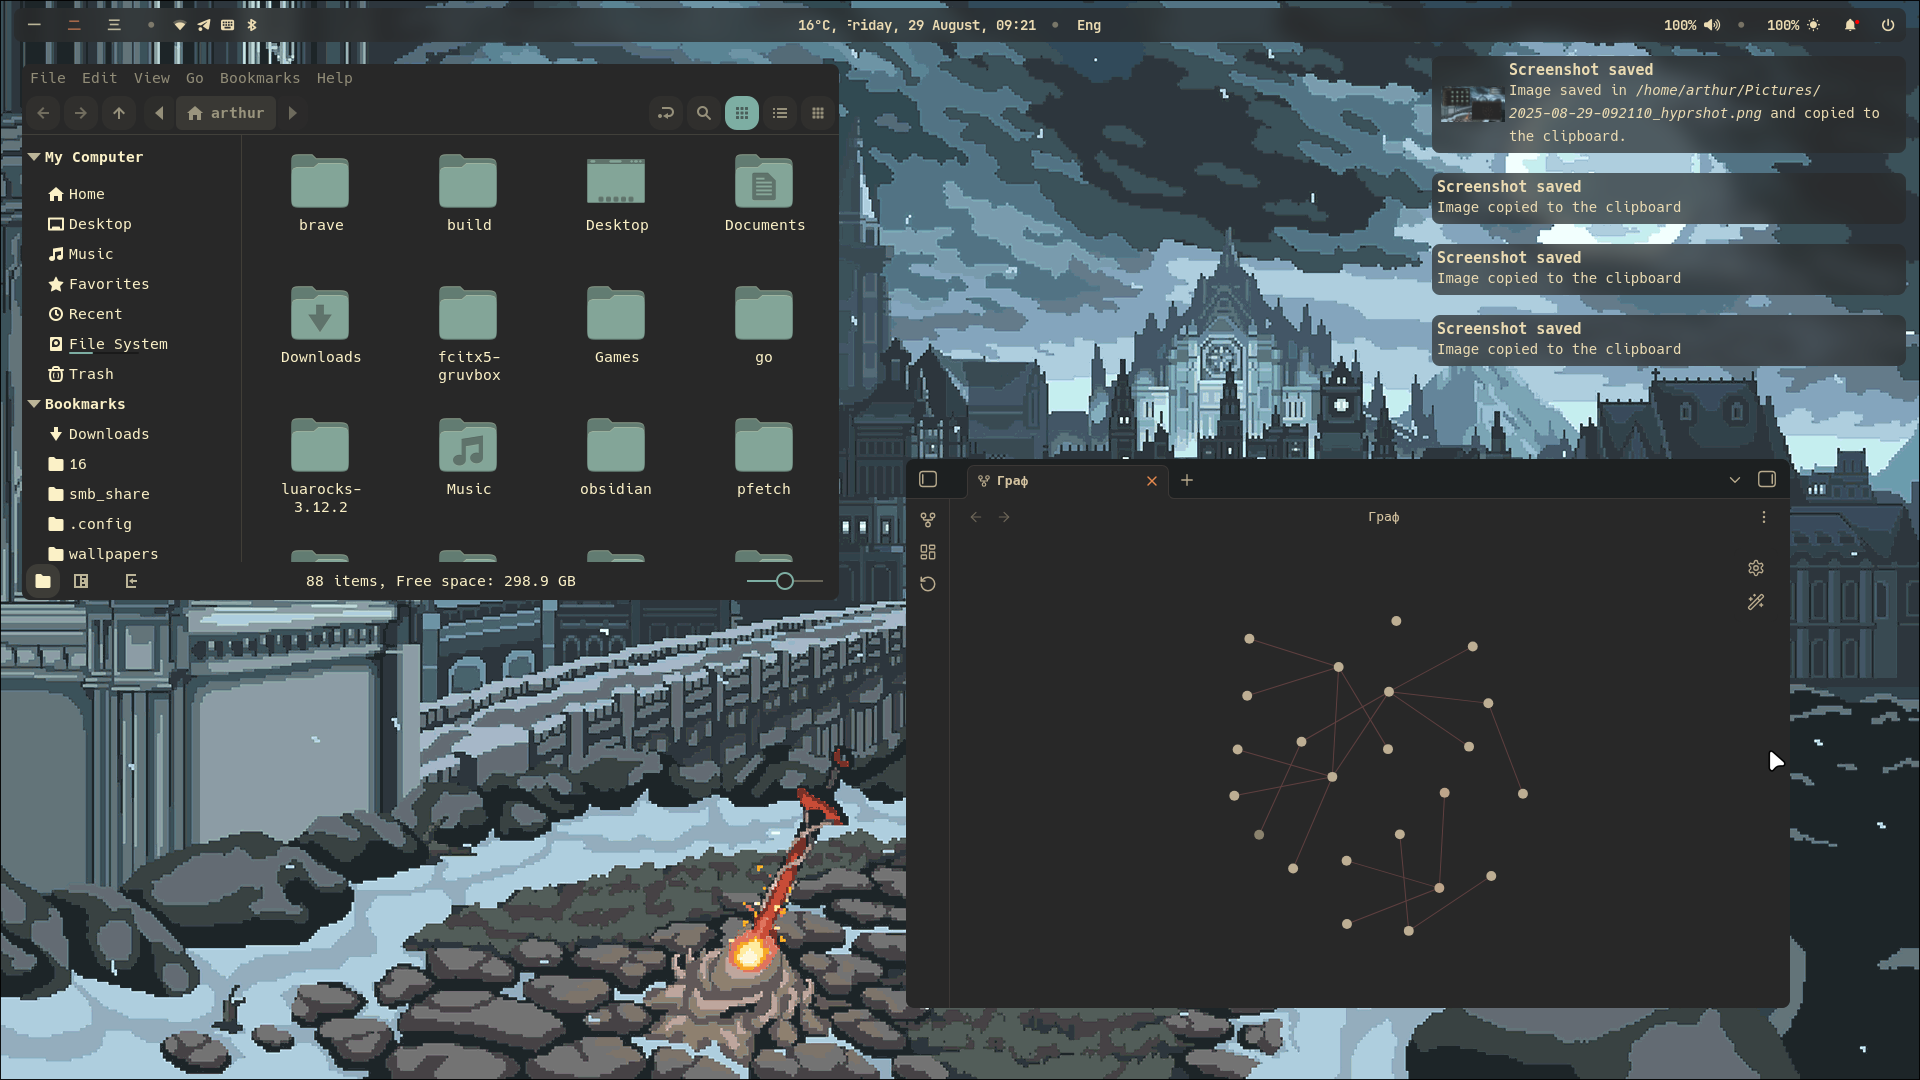 一 二 三
16°C, Friday, 29 August, 09:21 • Eng
100% • 100%
File Edit View Go Bookmarks Help
arthur
My Computer
Home
Desktop
Music
Favorites
Recent
File System
Trash
Bookmarks
Downloads
16
smb_share
.config
wallpapers
brave build Desktop Documents
Downloads fcitx5-
gruvbox Games go
luarocks-
3.12.2 Music obsidian pfetch
88 items, Free space: 298.9 GB
Screenshot saved
Image saved in /home/arthur/Pictures/
2025-08-29-092110_hyprshot.png and copied to
the clipboard.
Screenshot saved
Image copied to the clipboard
Screenshot saved
Image copied to the clipboard
Screenshot saved
Image copied to the clipboard
Граф
Граф